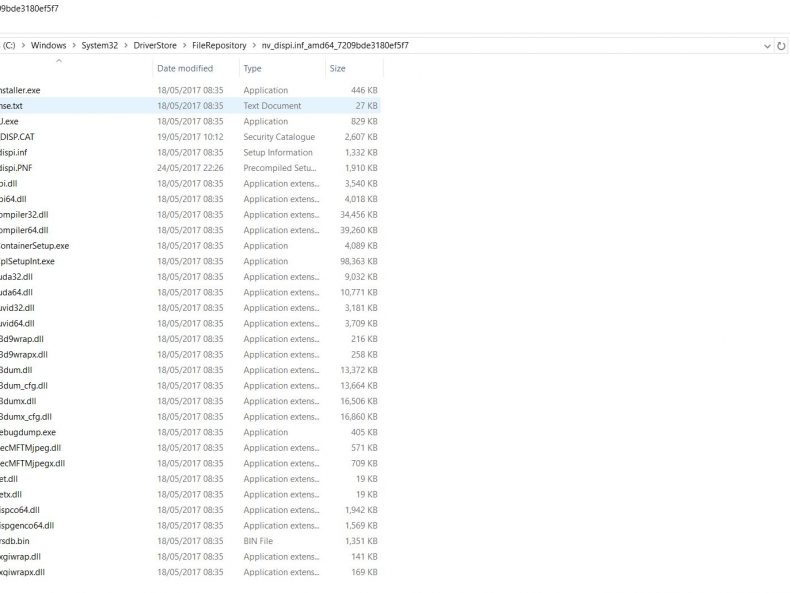 09bde3180ef5f7
(C:) > Windows > System32 > DriverStore > FileRepository > nv_dispi.inf_amd64_7209bde3180ef5f7
Date modified Type Size
nstaller.exe 18/05/2017 08:35 Application 446 KB
nse.txt 18/05/2017 08:35 Text Document 27 KB
U.exe 18/05/2017 08:35 Application 829 KB
DISP.CAT 19/05/2017 10:12 Security Catalogue 2,607 KB
dispi.inf 18/05/2017 08:35 Setup Information 1,332 KB
dispi.PNF 24/05/2017 22:26 Precompiled Setu... 1,910 KB
pi.dll 18/05/2017 08:35 Application extens... 3,540 KB
pi64.dll 18/05/2017 08:35 Application extens... 4,018 KB
ompiler32.dll 18/05/2017 08:35 Application extens... 34,456 KB
ompiler64.dll 18/05/2017 08:35 Application extens... 39,260 KB
ontainerSetup.exe 18/05/2017 08:35 Application 4,089 KB
plSetupInt.exe 18/05/2017 08:35 Application 98,363 KB
uda32.dll 18/05/2017 08:35 Application extens... 9,032 KB
uda64.dll 18/05/2017 08:35 Application extens... 10,771 KB
uvid32.dll 18/05/2017 08:35 Application extens... 3,181 KB
uvid64.dll 18/05/2017 08:35 Application extens... 3,709 KB
3d9wrap.dll 18/05/2017 08:35 Application extens... 216 KB
3d9wrapx.dll 18/05/2017 08:35 Application extens... 258 KB
3dum.dll 18/05/2017 08:35 Application extens... 13,372 KB
3dum_cfg.dll 18/05/2017 08:35 Application extens... 13,664 KB
3dumx.dll 18/05/2017 08:35 Application extens... 16,506 KB
3dumx_cfg.dll 18/05/2017 08:35 Application extens... 16,860 KB
ebugdump.exe 18/05/2017 08:35 Application 405 KB
ecMFTMjpeg.dll 18/05/2017 08:35 Application extens... 571 KB
ecMFTMjpegx.dll 18/05/2017 08:35 Application extens... 709 KB
et.dll 18/05/2017 08:35 Application extens... 19 KB
etx.dll 18/05/2017 08:35 Application extens... 19 KB
ispco64.dll 18/05/2017 08:35 Application extens... 1,942 KB
ispgenco64.dll 18/05/2017 08:35 Application extens... 1,569 KB
rsdb.bin 18/05/2017 08:35 BIN File 1,351 KB
xgiwrap.dll 18/05/2017 08:35 Application extens... 141 KB
xgiwrapx.dll 18/05/2017 08:35 Application extens... 169 KB